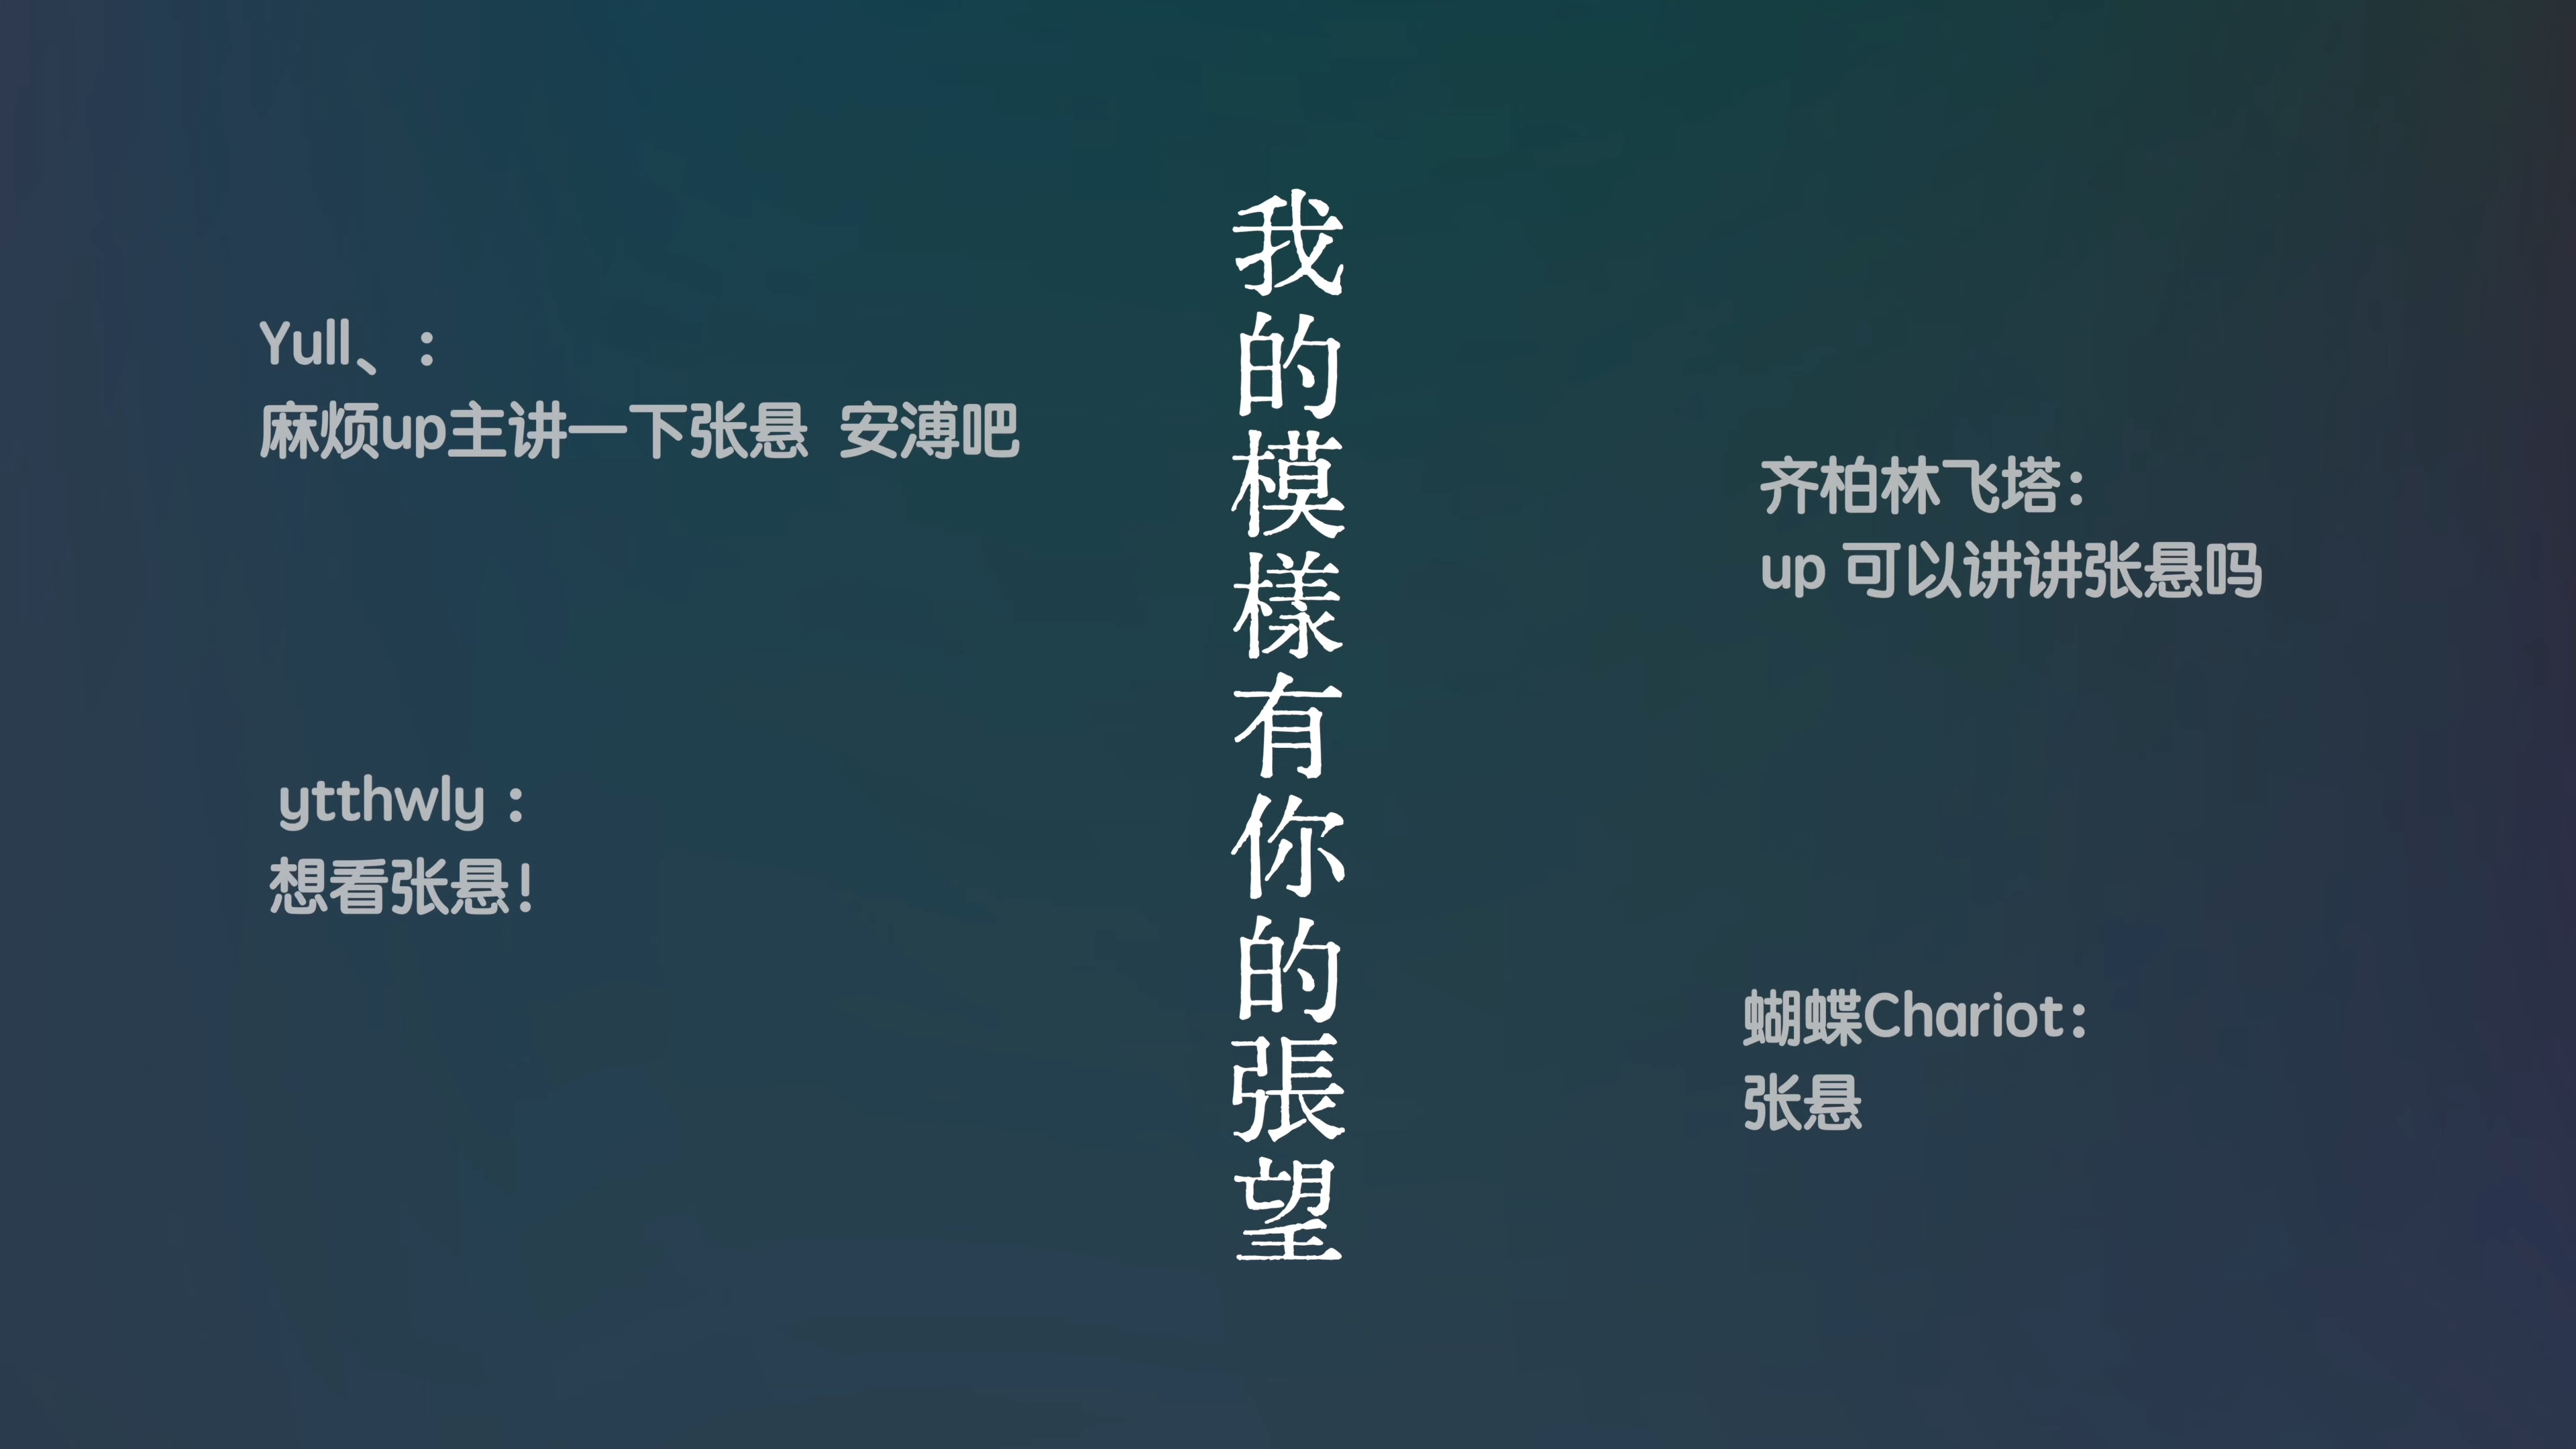 Yull、：
麻烦up主讲一下张悬 安溥吧
ytthwly：
想看张悬！
我的模樣有你的張望
齐柏林飞塔：
up 可以讲讲张悬吗
蝴蝶Chariot：
张悬